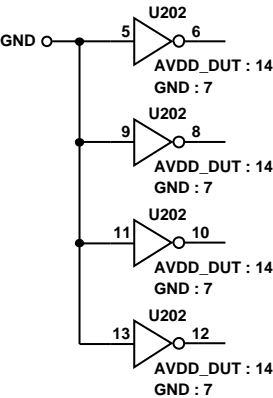 U202
GND 5 6
AVDD_DUT : 14
GND : 7
U202
9 8
AVDD_DUT : 14
GND : 7
U202
11 10
AVDD_DUT : 14
GND : 7
U202
13 12
AVDD_DUT : 14
GND : 7